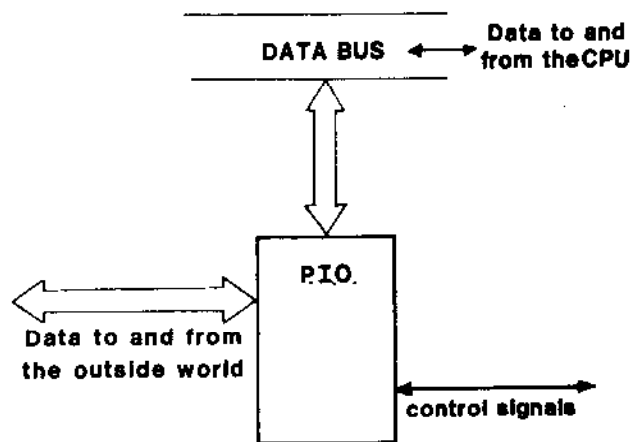 DATA BUS
Data to and
from theCPU
P.I.O.
Data to and from
the outside world
control signals